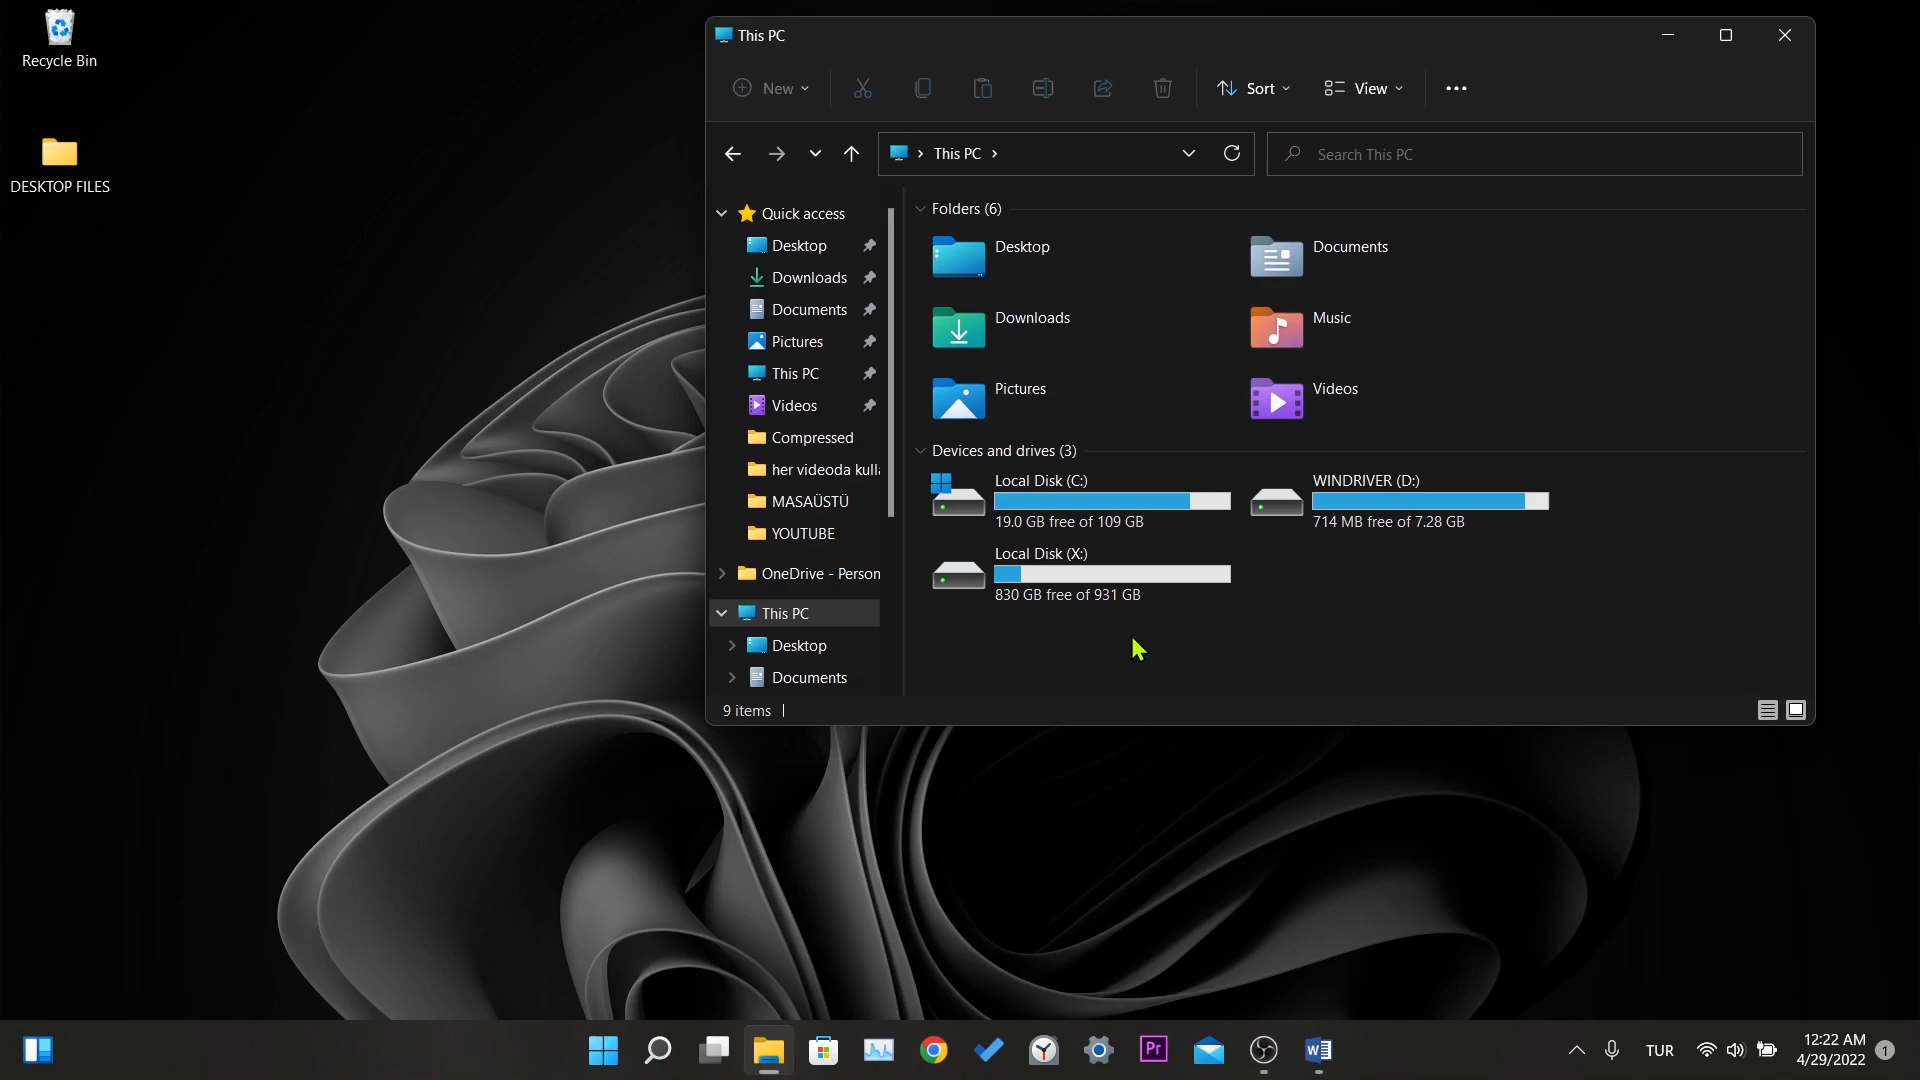 Recycle Bin
DESKTOP FILES
This PC
New
Sort
View
This PC
Search This PC
Quick access
Desktop
Downloads
Documents
Pictures
This PC
Videos
Compressed
her videoda kulla
MASAÜSTÜ
YOUTUBE
OneDrive - Person
This PC
Desktop
Documents
Folders (6)
Desktop
Documents
Downloads
Music
Pictures
Videos
Devices and drives (3)
Local Disk (C:)
19.0 GB free of 109 GB
WINDRIVER (D:)
714 MB free of 7.28 GB
Local Disk (X:)
830 GB free of 931 GB
9 items
Pr
W
TUR
12:22 AM
4/29/2022
1